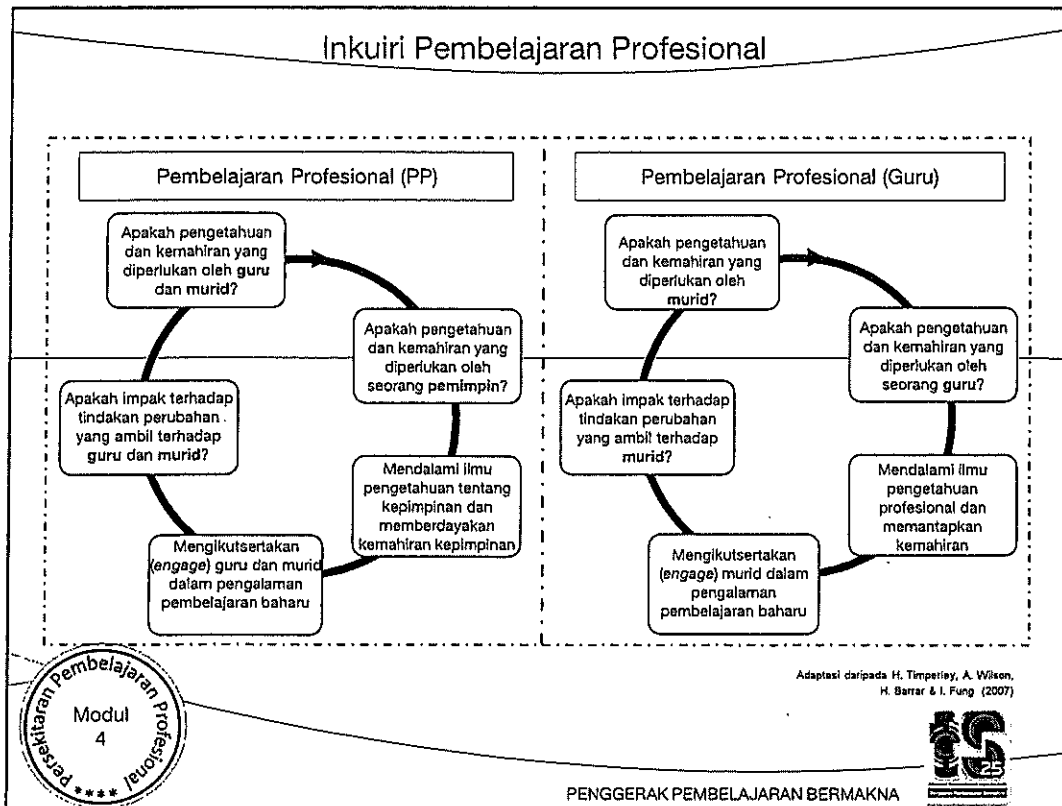 Inkuiri Pembelajaran Profesional
Pembelajaran Profesional (PP)
Apakah pengetahuan
dan kemahiran yang
diperlukan oleh guru
dan murid?
Apakah pengetahuan
dan kemahiran yang
diperlukan oleh
seorang pemimpin?
Mendalami ilmu
pengetahuan tentang
kepimpinan dan
memberdayakan
kemahiran kepimpinan
Mengikutsertakan
(engage) guru dan murid
dalam pengalaman
pembelajaran baharu
Apakah impak terhadap
tindakan perubahan
yang ambil terhadap
guru dan murid?
Pembelajaran Profesional (Guru)
Apakah pengetahuan
dan kemahiran yang
diperlukan oleh
murid?
Apakah pengetahuan
dan kemahiran yang
diperlukan oleh
seorang guru?
Mendalami ilmu
pengetahuan
profesional dan
memantapkan
kemahiran
Mengikutsertakan
(engage) murid dalam
pengalaman
pembelajaran baharu
Apakah impak terhadap
tindakan perubahan
yang ambil terhadap
murid?
Adaptasi daripada H. Timperley, A. Wilson,
H. Barrar & I. Fung (2007)
Persekitaran Pembelajaran Profesional
Modul
4
****
PENGGERAK PEMBELAJARAN BERMAKNA
25